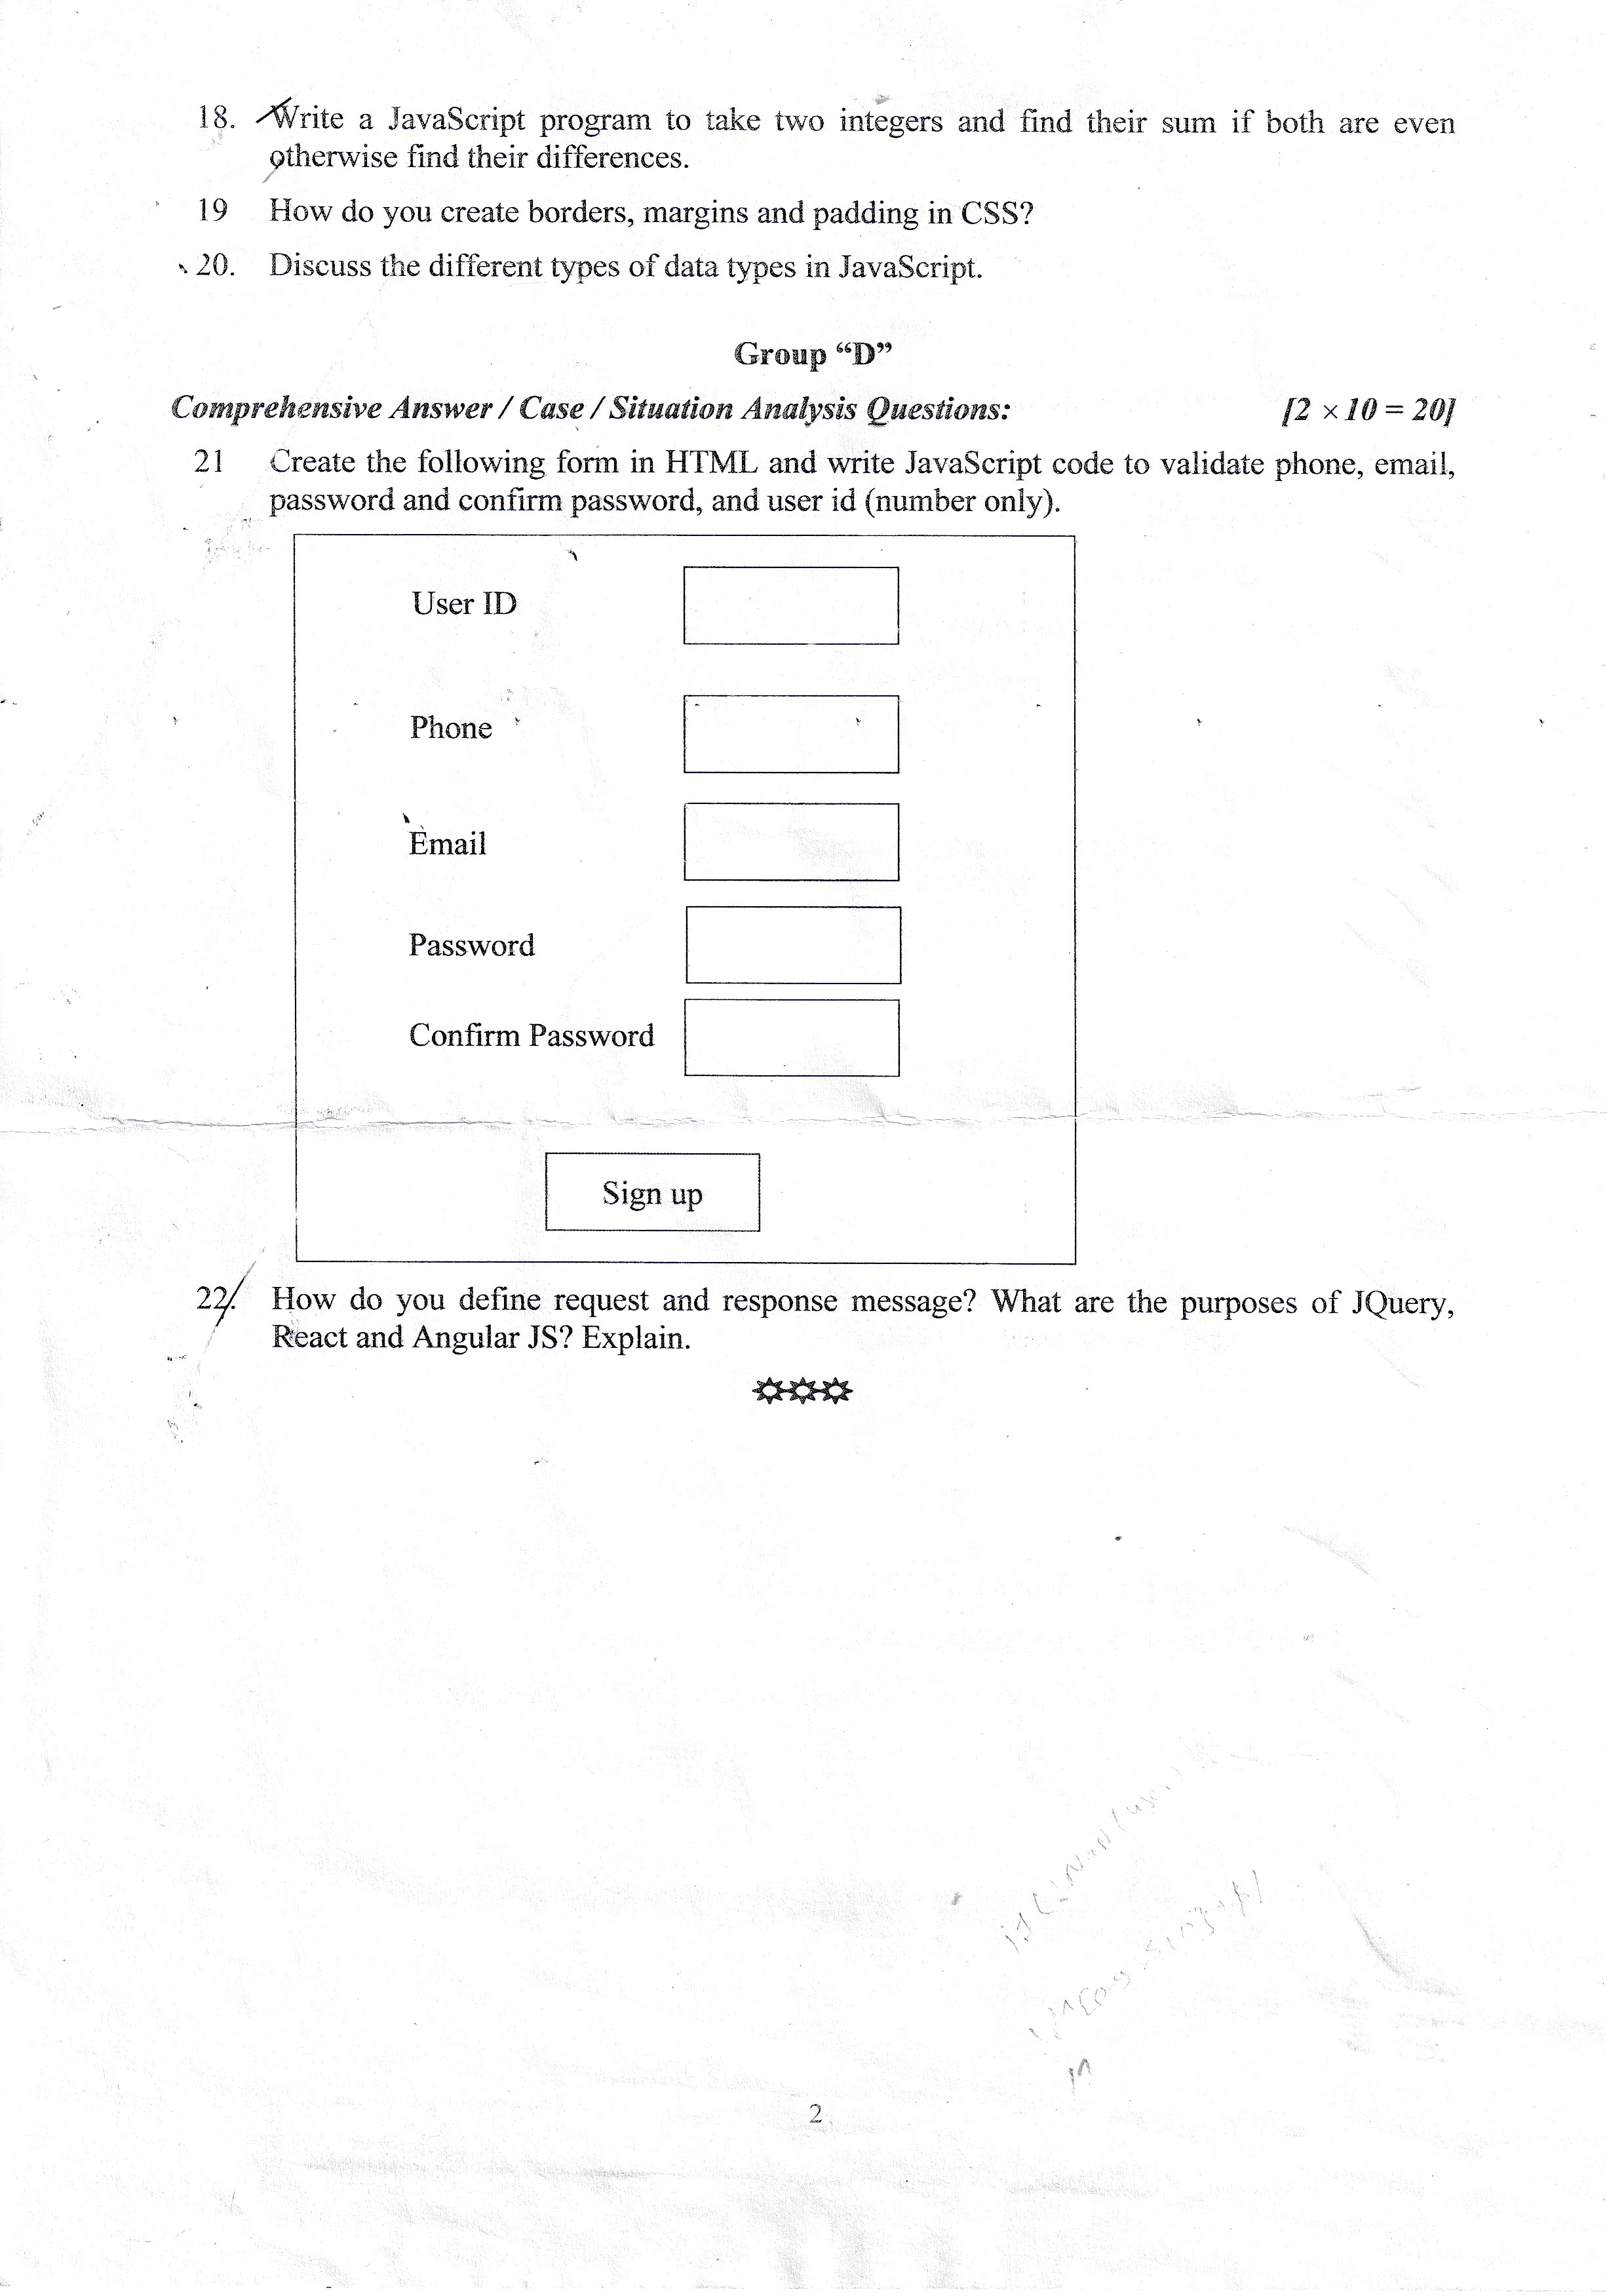 18. Write a JavaScript program to take two integers and find their sum if both are even
otherwise find their differences.
19 How do you create borders, margins and padding in CSS?
20. Discuss the different types of data types in JavaScript.
Group “D”
Comprehensive Answer / Case / Situation Analysis Questions: [2 × 10 = 20]
21 Create the following form in HTML and write JavaScript code to validate phone, email,
password and confirm password, and user id (number only).
User ID
Phone
Email
Password
Confirm Password
Sign up
22. How do you define request and response message? What are the purposes of JQuery,
React and Angular JS? Explain.
2